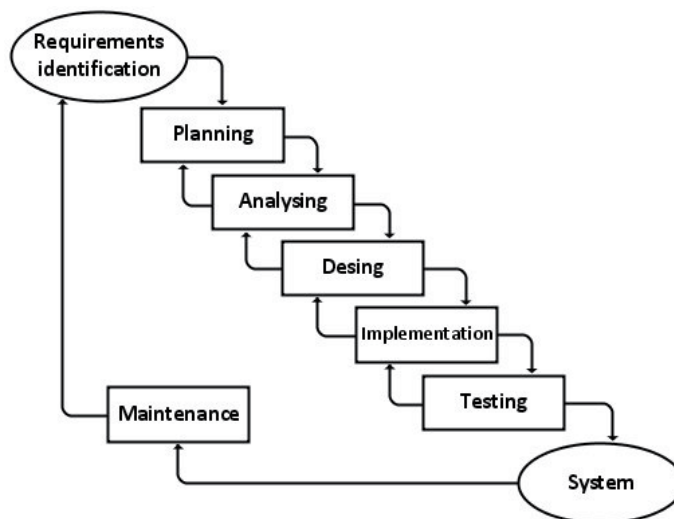 Requirements
identification
Planning
Analysing
Desing
Implementation
Testing
Maintenance
System